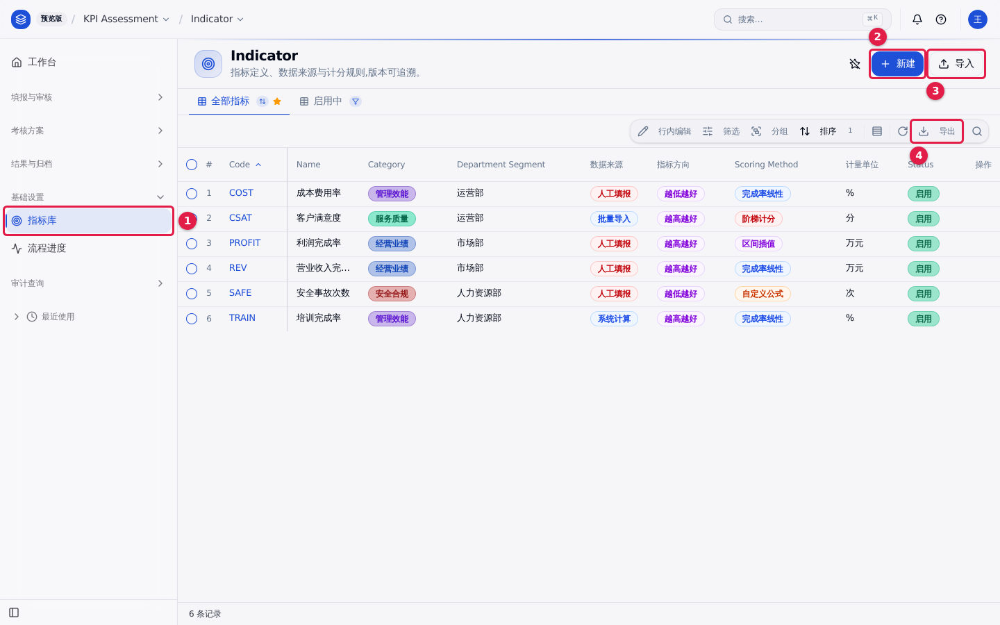 预览版 / KPI Assessment / Indicator
搜索... ⌘K
王
工作台
填报与审核
考核方案
结果与归档
基础设置
指标库
流程进度
审计查询
最近使用
1
2
3
4
Indicator
指标定义、数据来源与计分规则,版本可追溯。
新建 导入
全部指标 启用中
行内编辑 筛选 分组 排序 1 导出
# Code Name Category Department Segment 数据来源 指标方向 Scoring Method 计量单位 Status 操作
1 COST 成本费用率 管理效能 运营部 人工填报 越低越好 完成率线性 % 启用
2 CSAT 客户满意度 服务质量 运营部 批量导入 越高越好 阶梯计分 分 启用
3 PROFIT 利润完成率 经营业绩 市场部 人工填报 越高越好 区间插值 万元 启用
4 REV 营业收入完... 经营业绩 市场部 人工填报 越高越好 完成率线性 万元 启用
5 SAFE 安全事故次数 安全合规 人力资源部 人工填报 越低越好 自定义公式 次 启用
6 TRAIN 培训完成率 管理效能 人力资源部 系统计算 越高越好 完成率线性 % 启用
6 条记录